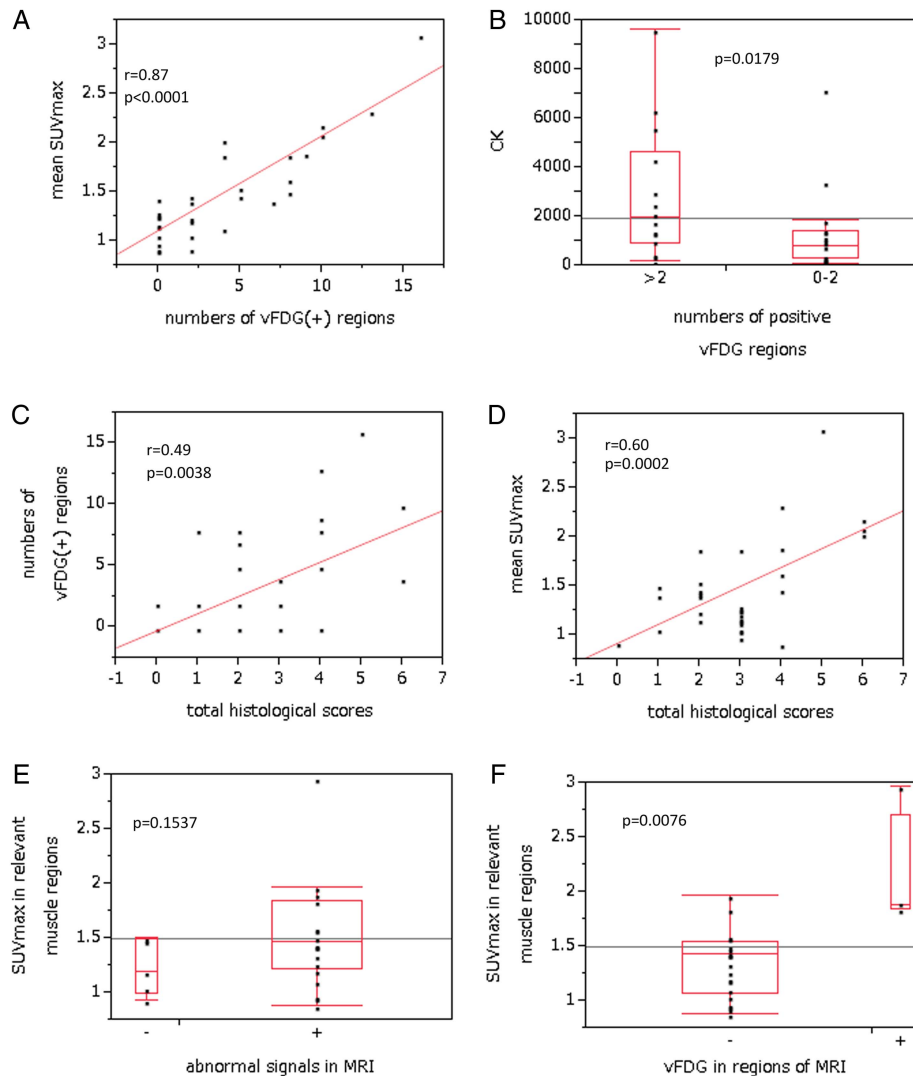 A
mean SUVmax
3
2.5
2
1.5
1
r=0.87
p<0.0001
0 5 10 15
numbers of vFDG(+) regions
B
CK
10000
8000
6000
4000
2000
0
p=0.0179
>2 0-2
numbers of positive
vFDG regions
C
numbers of
vFDG(+) regions
15
10
5
0
r=0.49
p=0.0038
-1 0 1 2 3 4 5 6 7
total histological scores
D
mean SUVmax
3
2.5
2
1.5
1
r=0.60
p=0.0002
-1 0 1 2 3 4 5 6 7
total histological scores
E
SUVmax in relevant
muscle regions
3
2.5
2
1.5
1
p=0.1537
- +
abnormal signals in MRI
F
SUVmax in relevant
muscle regions
3
2.5
2
1.5
1
p=0.0076
- +
vFDG in regions of MRI